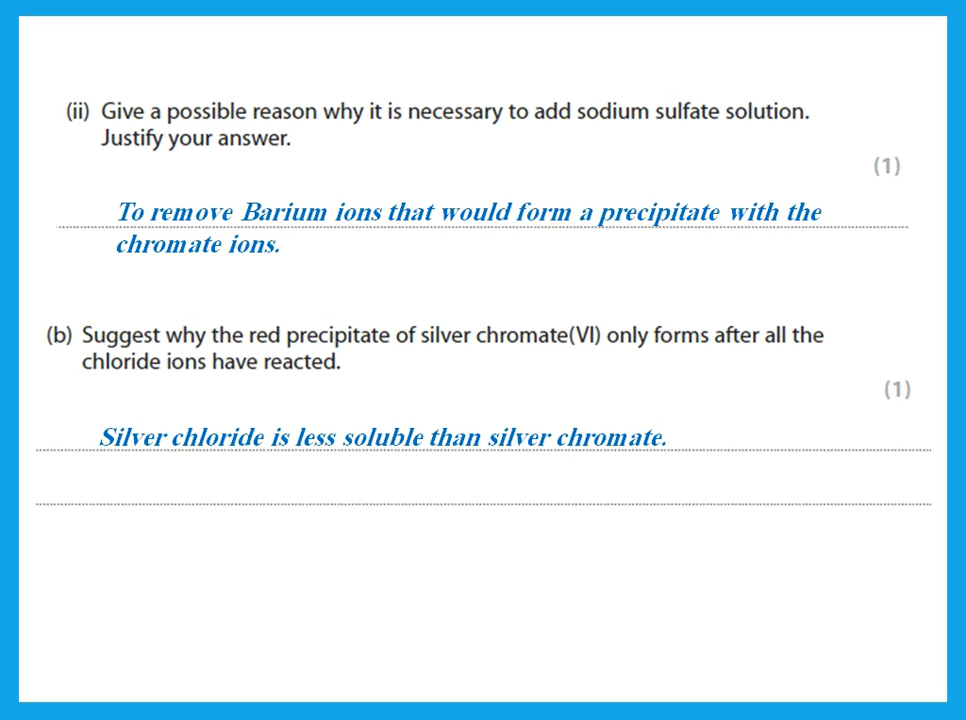 (ii) Give a possible reason why it is necessary to add sodium sulfate solution.
Justify your answer.
(1)
To remove Barium ions that would form a precipitate with the
chromate ions.
(b) Suggest why the red precipitate of silver chromate(VI) only forms after all the
chloride ions have reacted.
(1)
Silver chloride is less soluble than silver chromate.